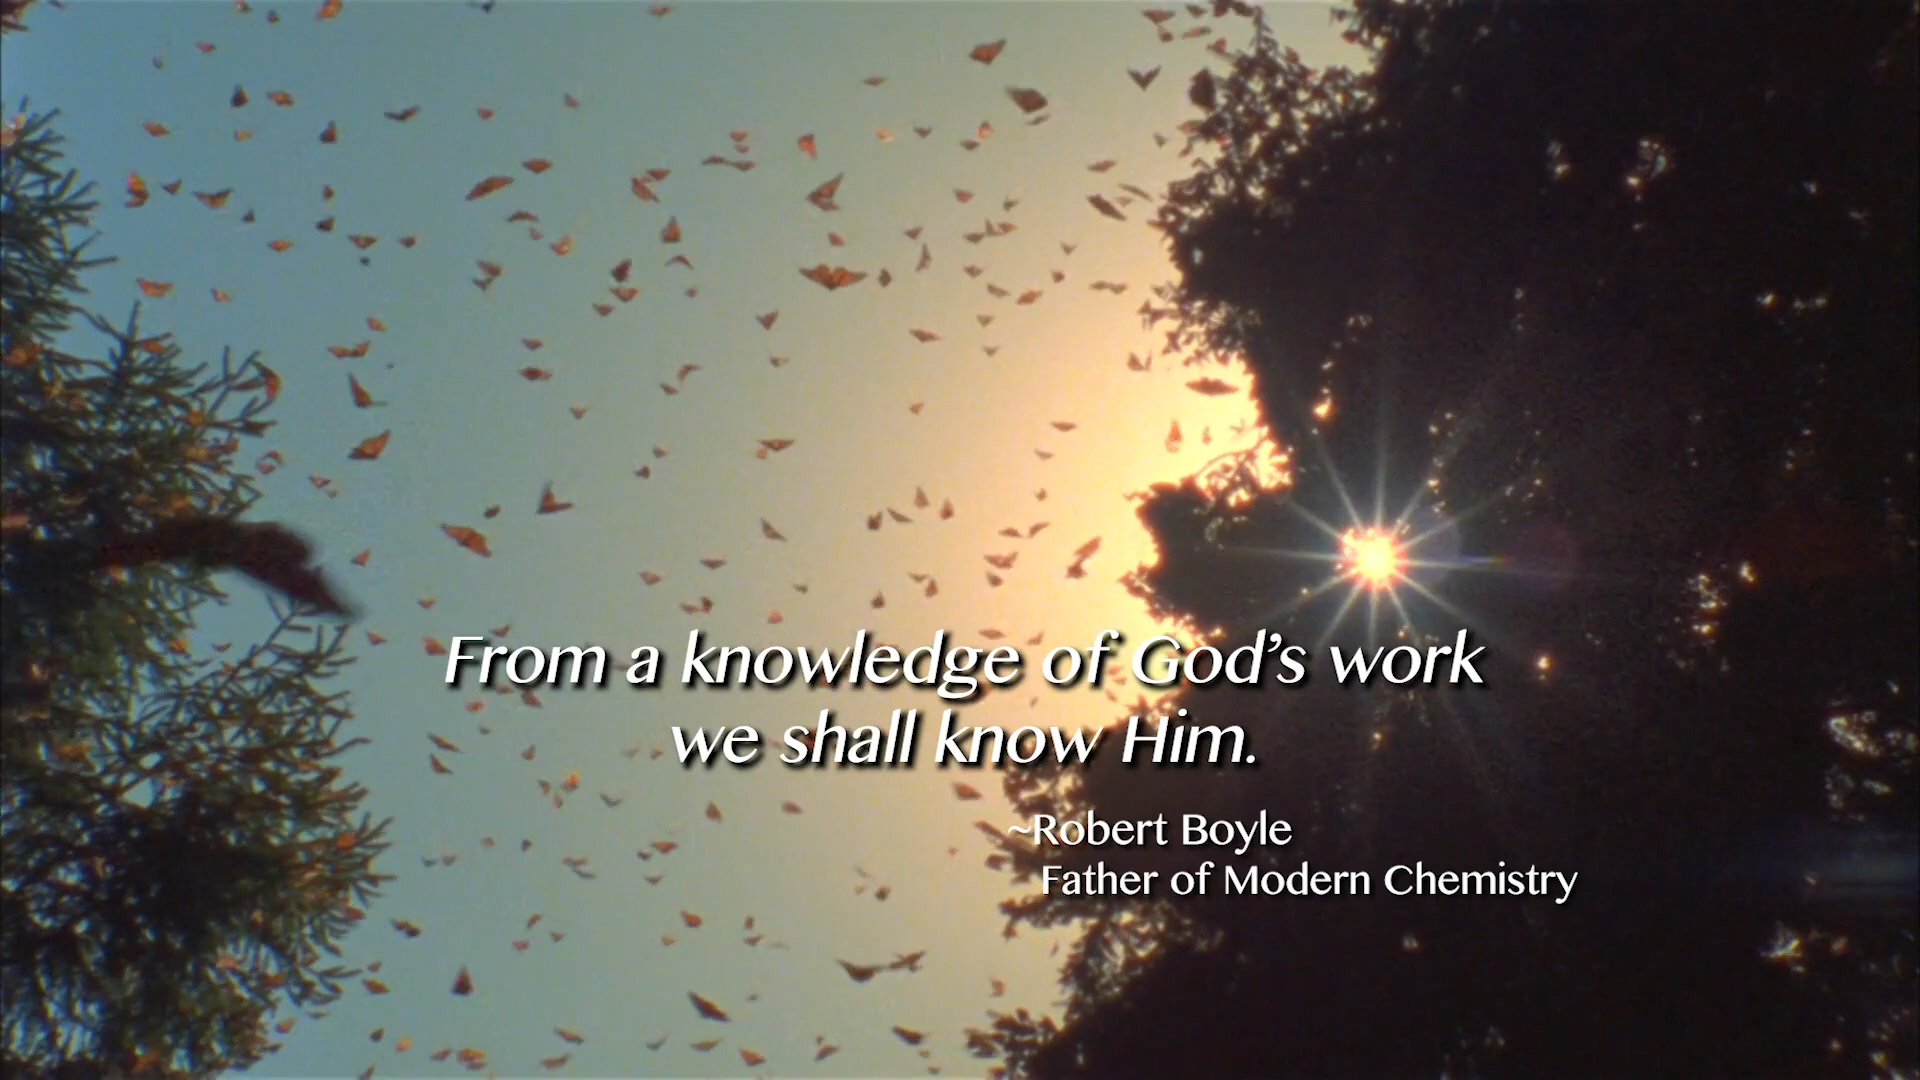 From a knowledge of God's work
we shall know Him.
~Robert Boyle
Father of Modern Chemistry